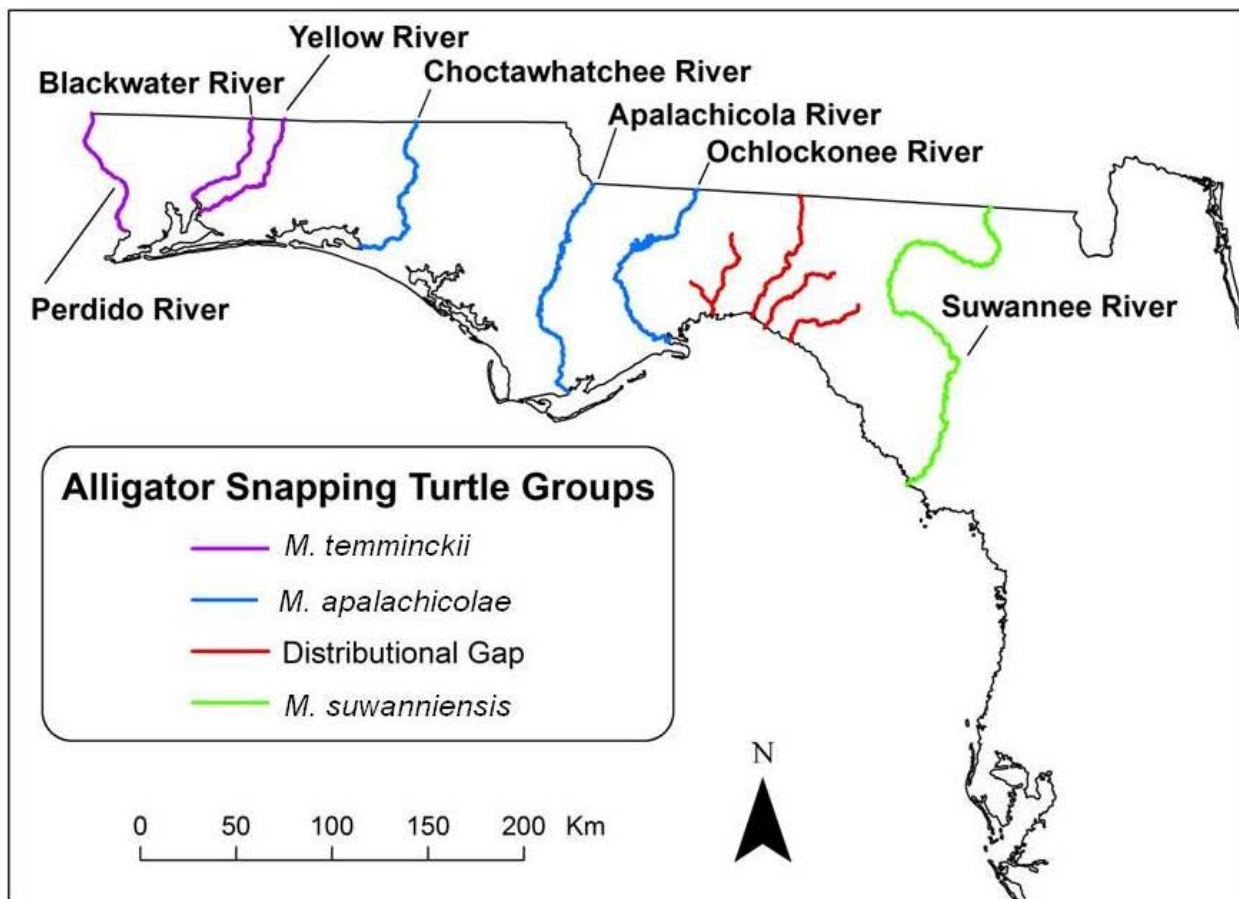 Yellow River
Blackwater River
Choctawhatchee River
Apalachicola River
Ochlockonee River
Perdido River
Suwannee River
Alligator Snapping Turtle Groups
M. temminckii
M. apalachicolae
Distributional Gap
M. suwanniensis
N
0 50 100 150 200 Km